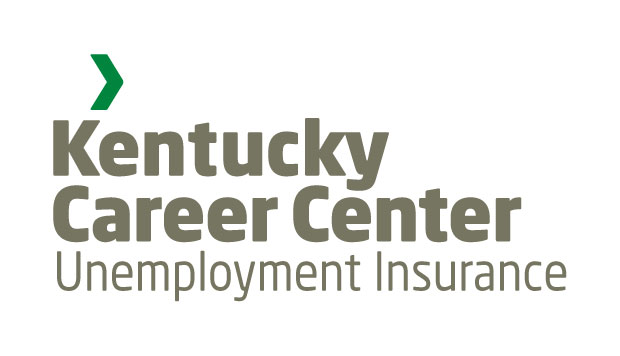 Kentucky
Career Center
Unemployment Insurance